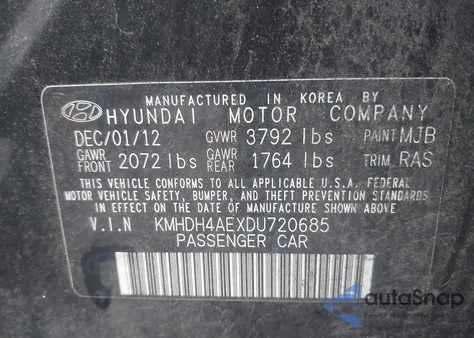 MANUFACTURED IN KOREA BY
HYUNDAI MOTOR COMPANY
DEC/01/12 GVWR 3792 lbs PAINT MJB
GAWR FRONT 2072 lbs GAWR REAR 1764 lbs TRIM RAS
THIS VEHICLE CONFORMS TO ALL APPLICABLE U.S.A. FEDERAL
MOTOR VEHICLE SAFETY, BUMPER, AND THEFT PREVENTION STANDARDS
IN EFFECT ON THE DATE OF MANUFACTURE SHOWN ABOVE.
V.I.N KMHDH4AEXDU720685
PASSENGER CAR
autoSnap